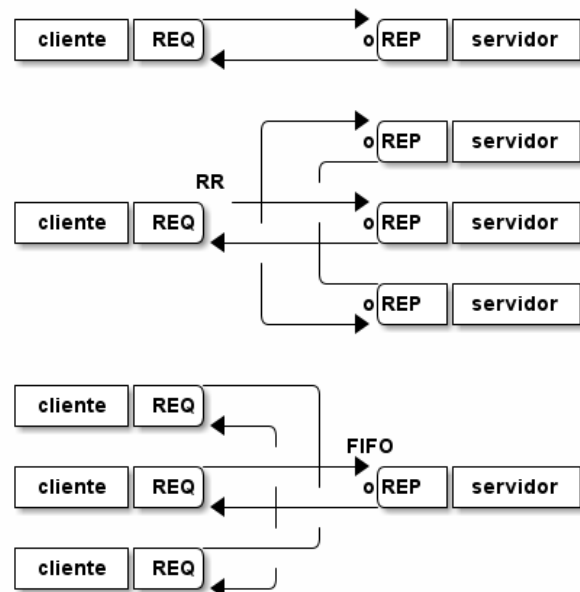 cliente REQ o REP servidor
o REP servidor
RR
cliente REQ o REP servidor
o REP servidor
cliente REQ
FIFO
cliente REQ o REP servidor
cliente REQ